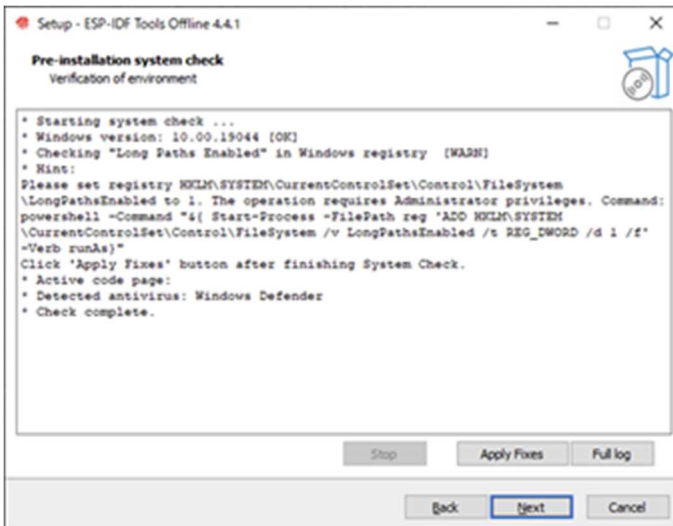 Setup - ESP-IDF Tools Offline 4.4.1
Pre-installation system check
Verification of environment
* Starting system check ...
* Windows version: 10.00.19044 [OK]
* Checking "Long Paths Enabled" in Windows registry  [WARN]
* Hint:
Please set registry HKLM\SYSTEM\CurrentControlSet\Control\FileSystem
\LongPathsEnabled to 1. The operation requires Administrator privileges. Command:
powershell -Command "&{ Start-Process -FilePath reg 'ADD HKLM\SYSTEM
\CurrentControlSet\Control\FileSystem /v LongPathsEnabled /t REG_DWORD /d 1 /f'
-Verb runAs}"
Click 'Apply Fixes' button after finishing System Check.
* Active code page:
* Detected antivirus: Windows Defender
* Check complete.
Stop
Apply Fixes
Full log
Back
Next
Cancel